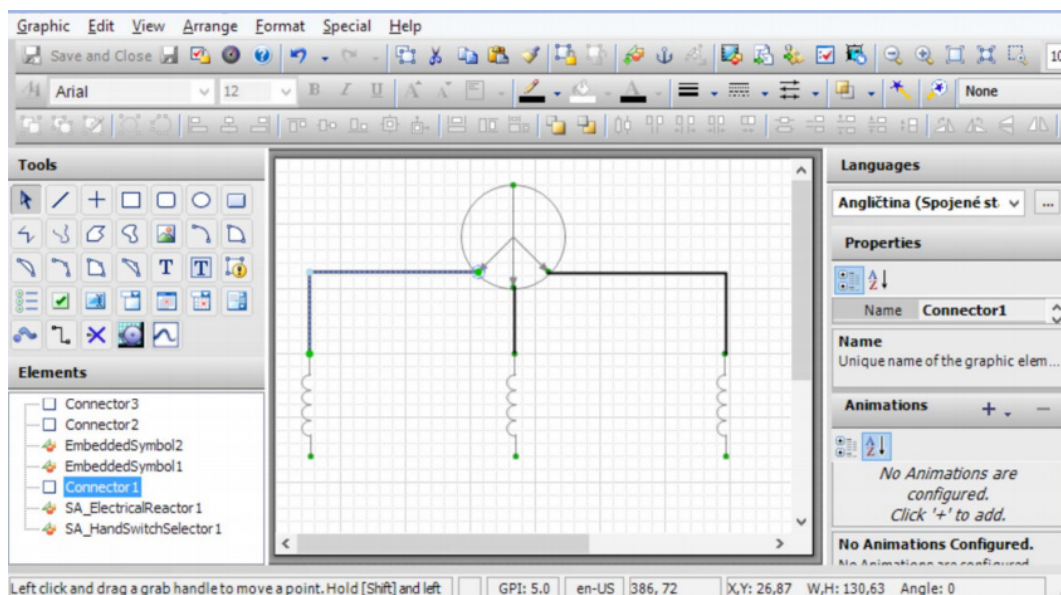 Graphic Edit View Arrange Format Special Help
Save and Close
Arial 12 B I U A A A None
Tools
T T
Elements
Connector3
Connector2
EmbeddedSymbol2
EmbeddedSymbol1
Connector1
SA_ElectricalReactor1
SA_HandSwitchSelector1
Languages
Angličtina (Spojené st. ...
Properties
Name Connector1
Name
Unique name of the graphic elem...
Animations + -
No Animations are
configured.
Click '+' to add.
No Animations Configured.
Left click and drag a grab handle to move a point. Hold [Shift] and left GPI: 5.0 en-US 386, 72 X,Y: 26,87 W,H: 130,63 Angle: 0